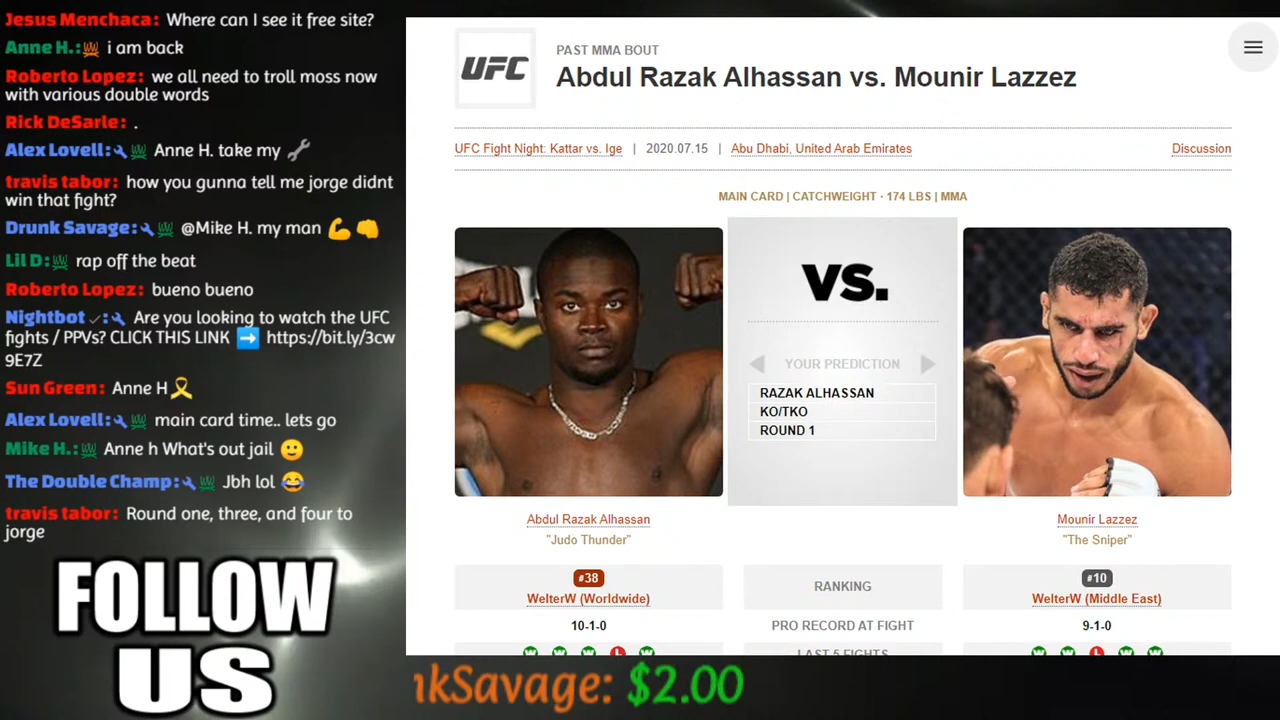 Jesus Menchaca: Where can I see it free site?
Anne H.: i am back
Roberto Lopez: we all need to troll moss now
with various double words
Rick DeSarle: .
Alex Lovell: Anne H. take my
travis tabor: how you gunna tell me jorge didnt
win that fight?
Drunk Savage: @Mike H. my man
Lil D: rap off the beat
Roberto Lopez: bueno bueno
Nightbot: Are you looking to watch the UFC
fights / PPVs? CLICK THIS LINK ➡️ https://bit.ly/3cw
9E7Z
Sun Green: Anne H
Alex Lovell: main card time.. lets go
Mike H.: Anne h What's out jail
The Double Champ: Jbh lol
travis tabor: Round one, three, and four to
jorge
FOLLOW
US
UFC
PAST MMA BOUT
Abdul Razak Alhassan vs. Mounir Lazzez
UFC Fight Night: Kattar vs. Ige | 2020.07.15 | Abu Dhabi, United Arab Emirates
Discussion
MAIN CARD | CATCHWEIGHT · 174 LBS | MMA
VS.
YOUR PREDICTION
RAZAK ALHASSAN
KO/TKO
ROUND 1
Abdul Razak Alhassan
"Judo Thunder"
Mounir Lazzez
"The Sniper"
#38
WelterW (Worldwide)
RANKING
#10
WelterW (Middle East)
10-1-0
PRO RECORD AT FIGHT
9-1-0
LAST 5 FIGHTS
nkSavage: $2.00